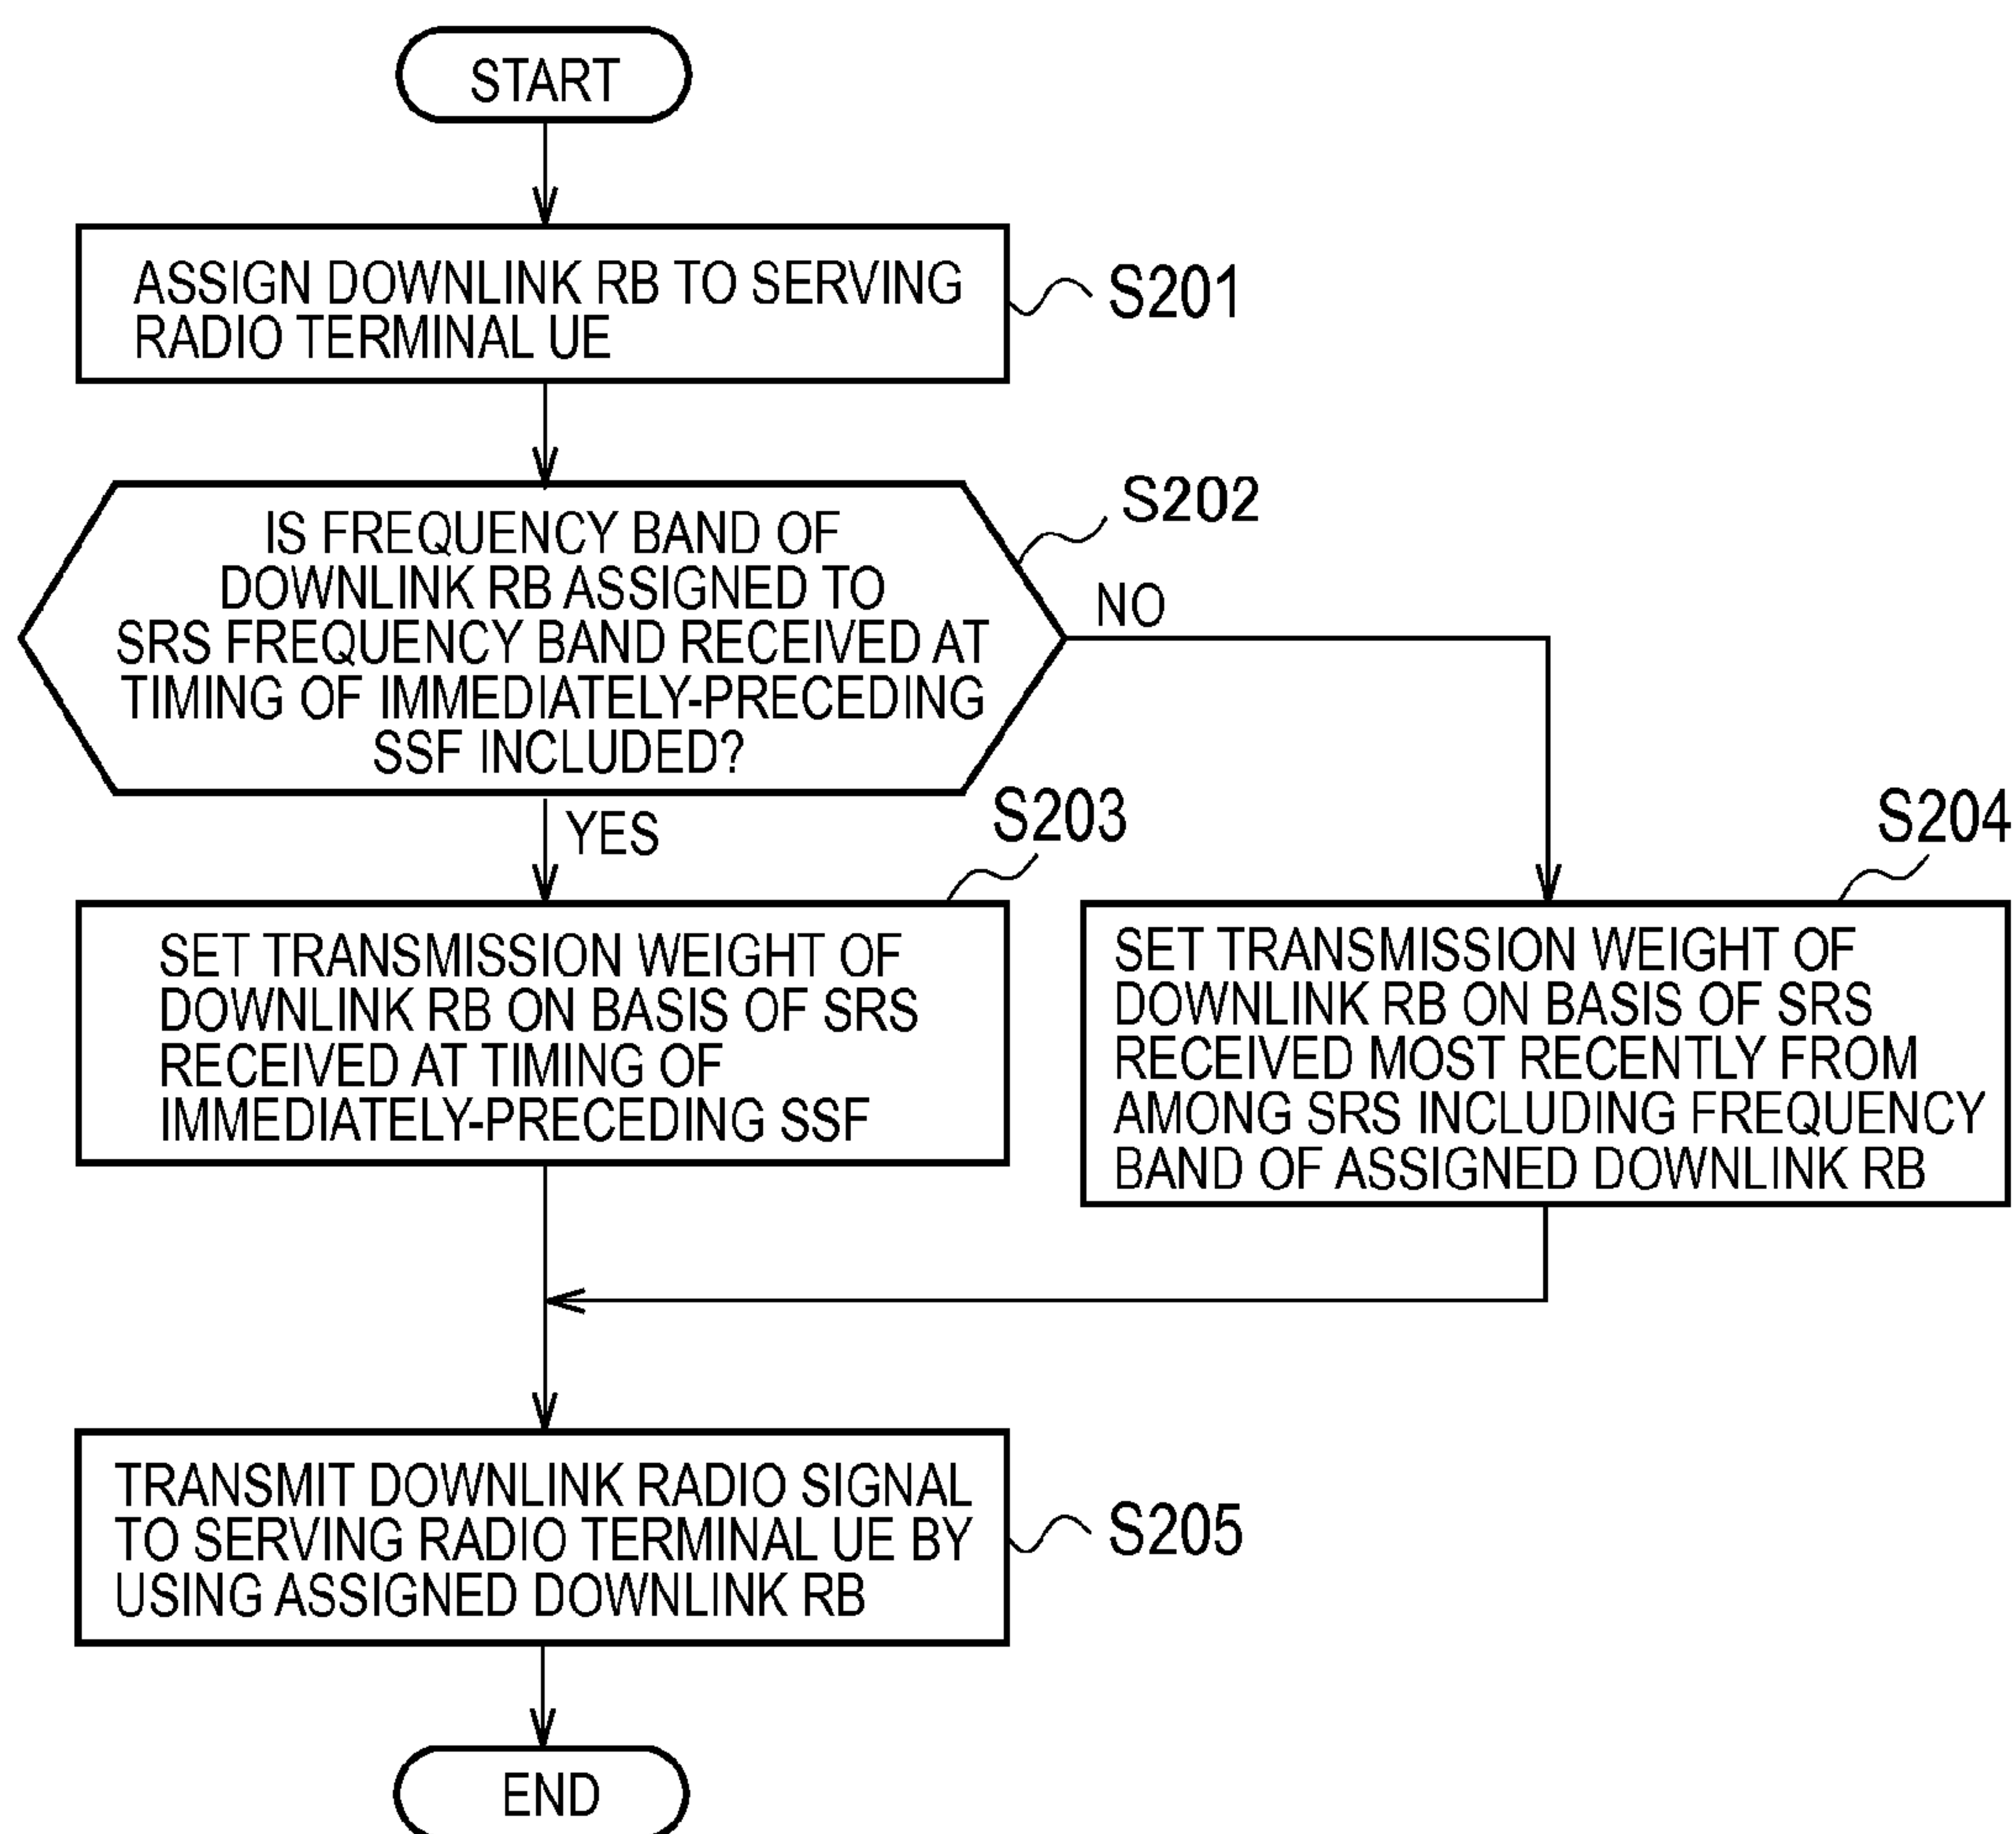 START
ASSIGN DOWNLINK RB TO SERVING
RADIO TERMINAL UE
S201
IS FREQUENCY BAND OF
DOWNLINK RB ASSIGNED TO
SRS FREQUENCY BAND RECEIVED AT
TIMING OF IMMEDIATELY-PRECEDING
SSF INCLUDED?
S202
NO
YES
S203
SET TRANSMISSION WEIGHT OF
DOWNLINK RB ON BASIS OF SRS
RECEIVED AT TIMING OF
IMMEDIATELY-PRECEDING SSF
S204
SET TRANSMISSION WEIGHT OF
DOWNLINK RB ON BASIS OF SRS
RECEIVED MOST RECENTLY FROM
AMONG SRS INCLUDING FREQUENCY
BAND OF ASSIGNED DOWNLINK RB
TRANSMIT DOWNLINK RADIO SIGNAL
TO SERVING RADIO TERMINAL UE BY
USING ASSIGNED DOWNLINK RB
S205
END